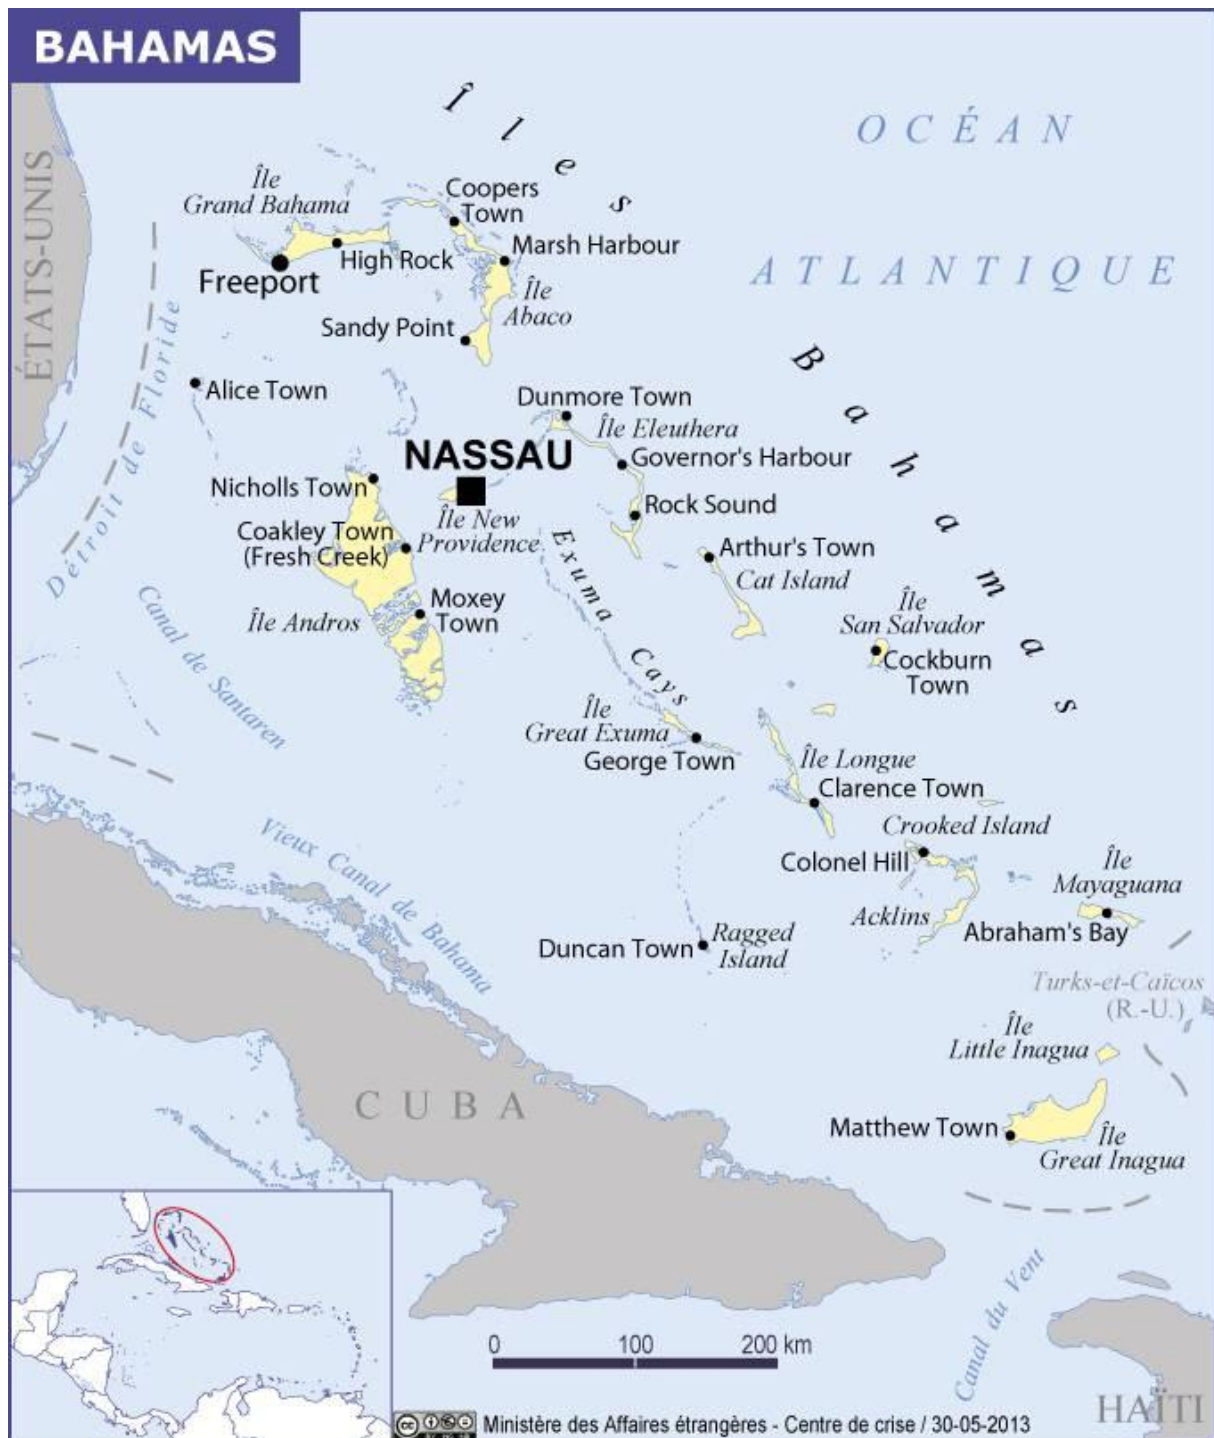 BAHAMAS
Îles Bahamas
OCÉAN
ATLANTIQUE
ÉTATS-UNIS
Île
Grand Bahama
Coopers
Town
High Rock
Marsh Harbour
Freeport
Île
Abaco
Sandy Point
Détroit de Floride
Alice Town
Dunmore Town
Île Eleuthera
NASSAU
Governor's Harbour
Nicholls Town
Rock Sound
Île New
Providence
Coakley Town
(Fresh Creek)
Exuma Cays
Arthur's Town
Cat Island
Canal de Santaren
Moxey
Town
Île Andros
Île
San Salvador
Cockburn
Town
Île
Great Exuma
George Town
Île Longue
Clarence Town
Crooked Island
Vieux Canal de Bahama
Colonel Hill
Île
Mayaguana
Acklins
Abraham's Bay
Duncan Town
Ragged
Island
Turks-et-Caïcos
(R.-U.)
Île
Little Inagua
CUBA
Matthew Town
Île
Great Inagua
Canal du Vent
0 100 200 km
HAÏTI
cc
Ministère des Affaires étrangères - Centre de crise / 30-05-2013